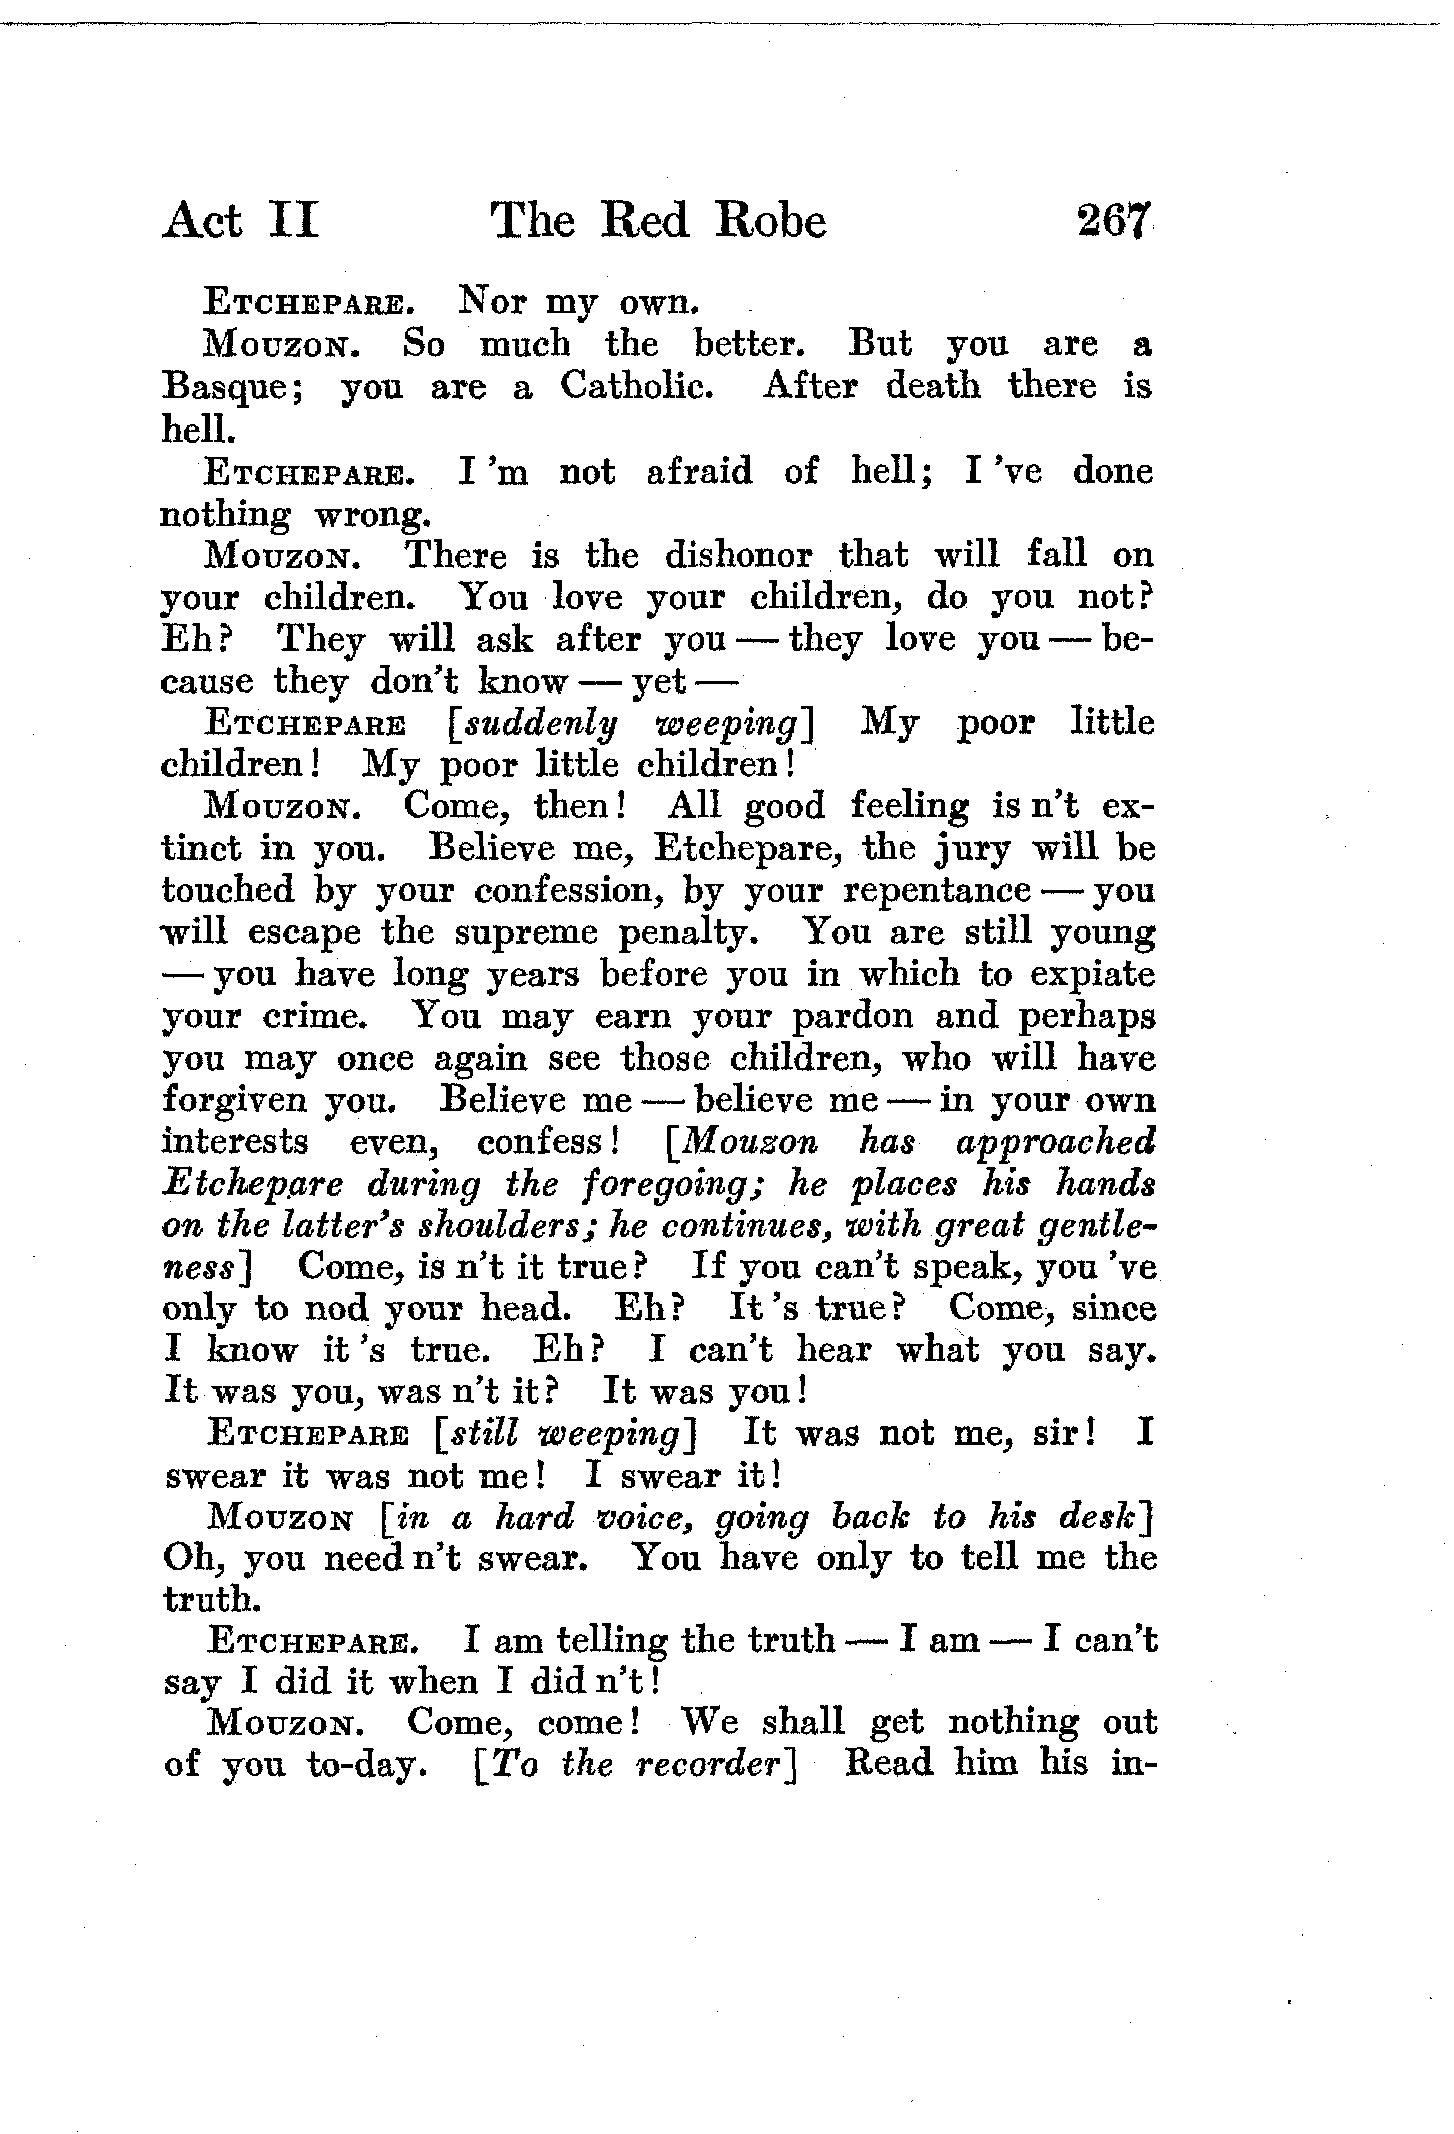 Act II The Red Robe 267
ETCHEPARE. Nor my own.
MOUZON. So much the better. But you are a
Basque; you are a Catholic. After death there is
hell.
ETCHEPARE. I 'm not afraid of hell; I 've done
nothing wrong.
MOUZON. There is the dishonor that will fall on
your children. You love your children, do you not?
Eh? They will ask after you — they love you — be-
cause they don't know — yet —
ETCHEPARE [suddenly weeping] My poor little
children! My poor little children!
MOUZON. Come, then! All good feeling is n't ex-
tinct in you. Believe me, Etchepare, the jury will be
touched by your confession, by your repentance — you
will escape the supreme penalty. You are still young
— you have long years before you in which to expiate
your crime. You may earn your pardon and perhaps
you may once again see those children, who will have
forgiven you. Believe me — believe me — in your own
interests even, confess! [Mouzon has approached
Etchepare during the foregoing; he places his hands
on the latter's shoulders; he continues, with great gentle-
ness] Come, is n't it true? If you can't speak, you 've
only to nod your head. Eh? It 's true? Come, since
I know it 's true. Eh? I can't hear what you say.
It was you, was n't it? It was you!
ETCHEPARE [still weeping] It was not me, sir! I
swear it was not me! I swear it!
MOUZON [in a hard voice, going back to his desk]
Oh, you need n't swear. You have only to tell me the
truth.
ETCHEPARE. I am telling the truth — I am — I can't
say I did it when I did n't!
MOUZON. Come, come! We shall get nothing out
of you to-day. [To the recorder] Read him his in-